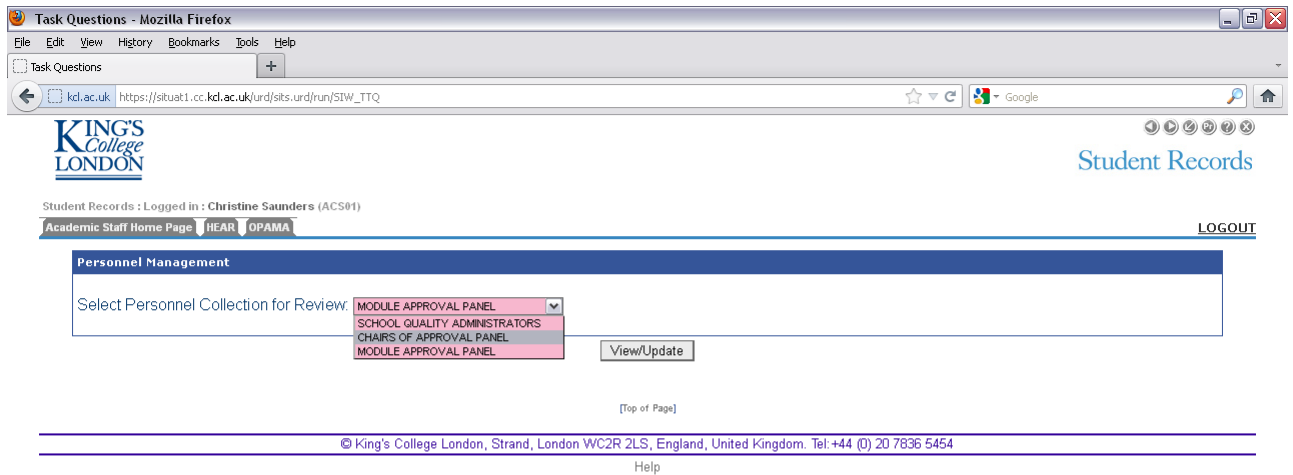 Task Questions - Mozilla Firefox
File Edit View History Bookmarks Tools Help
Task Questions +
kcl.ac.uk https://situat1.cc.kcl.ac.uk/urd/sits.urd/run/SIW_TTQ Google
KING'S
College
LONDON
Student Records
Student Records : Logged in : Christine Saunders (ACS01)
Academic Staff Home Page HEAR OPAMA LOGOUT
Personnel Management
Select Personnel Collection for Review: MODULE APPROVAL PANEL
SCHOOL QUALITY ADMINISTRATORS
CHAIRS OF APPROVAL PANEL
MODULE APPROVAL PANEL
View/Update
[Top of Page]
© King's College London, Strand, London WC2R 2LS, England, United Kingdom. Tel: +44 (0) 20 7836 5454
Help